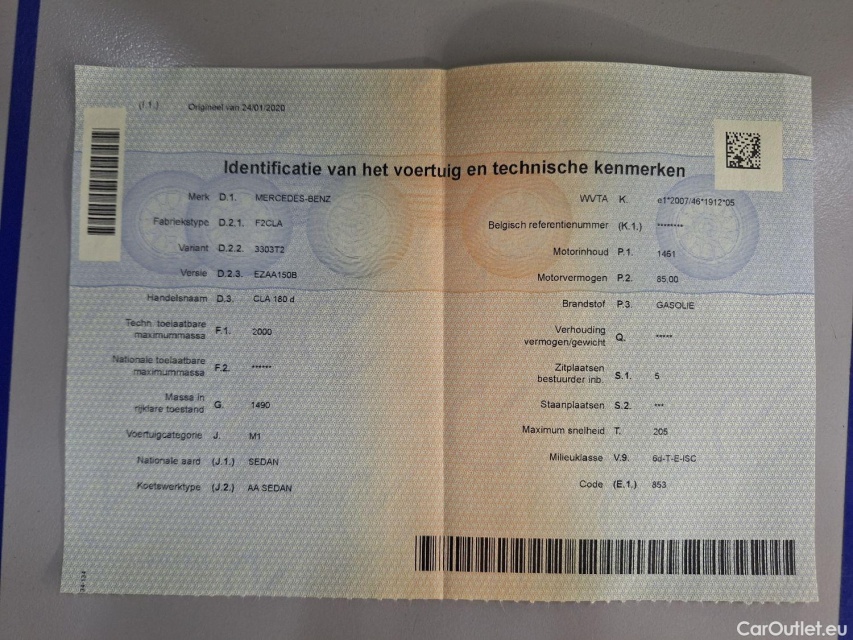 (I.1.) Origineel van 24/01/2020
Identificatie van het voertuig en technische kenmerken
Merk D.1. MERCEDES-BENZ
Fabriekstype D.2.1. F2CLA
Variant D.2.2. 3303T2
Versie D.2.3. EZAA150B
Handelsnaam D.3. CLA 180 d
Techn. toelaatbare
maximummassa F.1. 2000
Nationale toelaatbare
maximummassa F.2. ******
Massa in
rijklare toestand G. 1490
Voertuigcategorie J. M1
Nationale aard (J.1.) SEDAN
Koetswerktype (J.2.) AA SEDAN
WVTA K. e1*2007/46*1912*05
Belgisch referentienummer (K.1.) ********
Motorinhoud P.1. 1461
Motorvermogen P.2. 85,00
Brandstof P.3. GASOLIE
Verhouding
vermogen/gewicht Q. *****
Zitplaatsen
bestuurder inb. S.1. 5
Staanplaatsen S.2. ***
Maximum snelheid T. 205
Milieuklasse V.9. 6d-T-E-ISC
Code (E.1.) 853
CarOutlet.eu